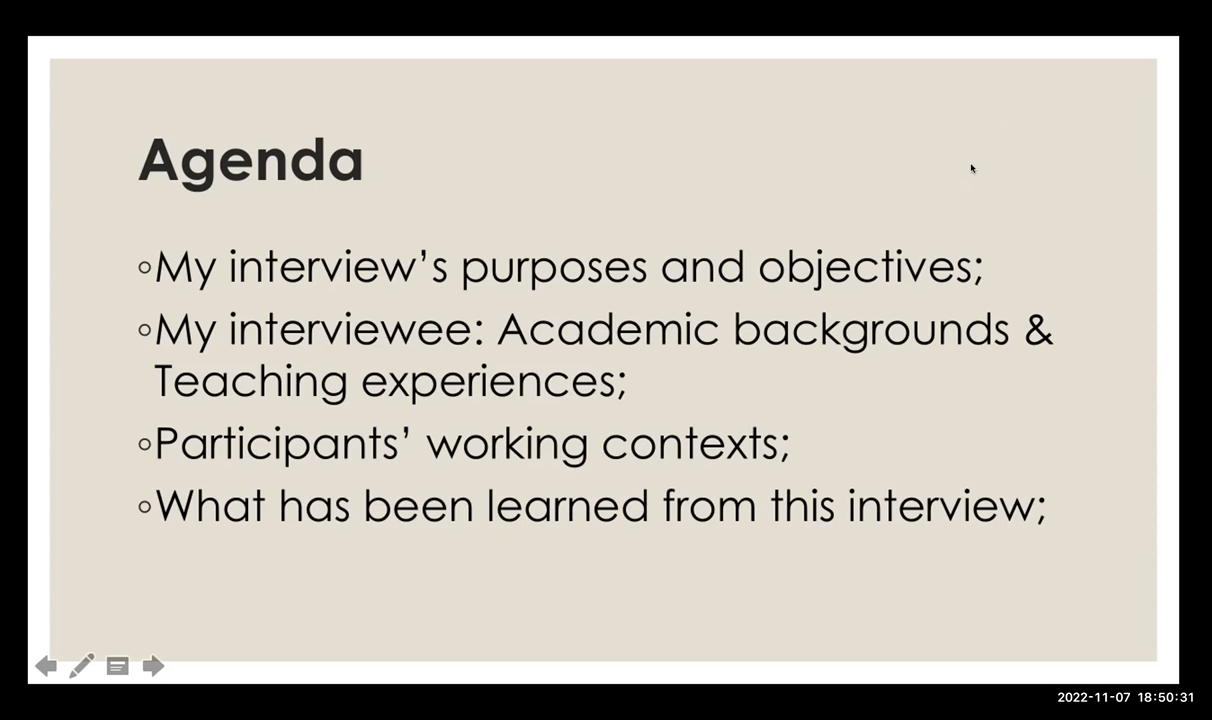 Agenda
◦My interview’s purposes and objectives;
◦My interviewee: Academic backgrounds &
Teaching experiences;
◦Participants’ working contexts;
◦What has been learned from this interview;
2022-11-07 18:50:31